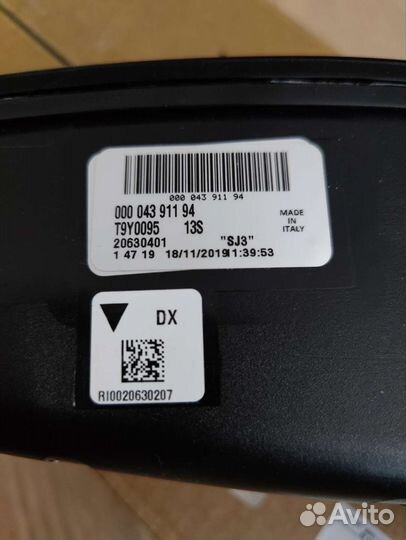 000 043 911 94
000 043 911 94
T9Y0095 13S
MADE
IN
ITALY
20630401 "SJ3"
1 47 19 18/11/2019 11:39:53
DX
RI0020630207
Avito